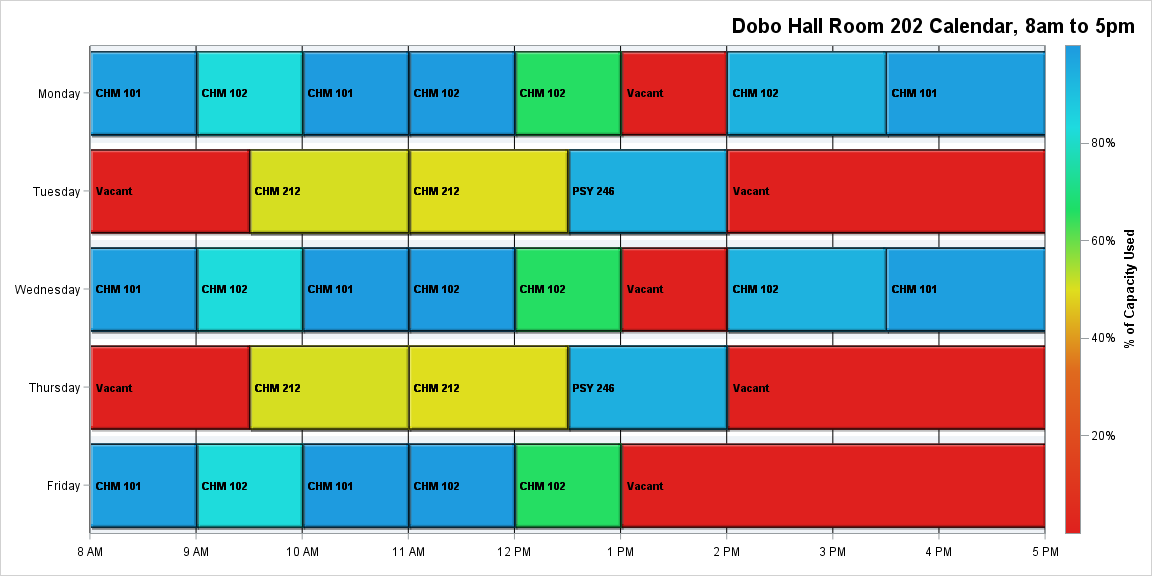 Dobo Hall Room 202 Calendar, 8am to 5pm
Monday
CHM 101
CHM 102
CHM 101
CHM 102
CHM 102
Vacant
CHM 102
CHM 101
Tuesday
Vacant
CHM 212
CHM 212
PSY 246
Vacant
Wednesday
CHM 101
CHM 102
CHM 101
CHM 102
CHM 102
Vacant
CHM 102
CHM 101
Thursday
Vacant
CHM 212
CHM 212
PSY 246
Vacant
Friday
CHM 101
CHM 102
CHM 101
CHM 102
CHM 102
Vacant
8 AM
9 AM
10 AM
11 AM
12 PM
1 PM
2 PM
3 PM
4 PM
5 PM
80%
60%
40%
20%
% of Capacity Used